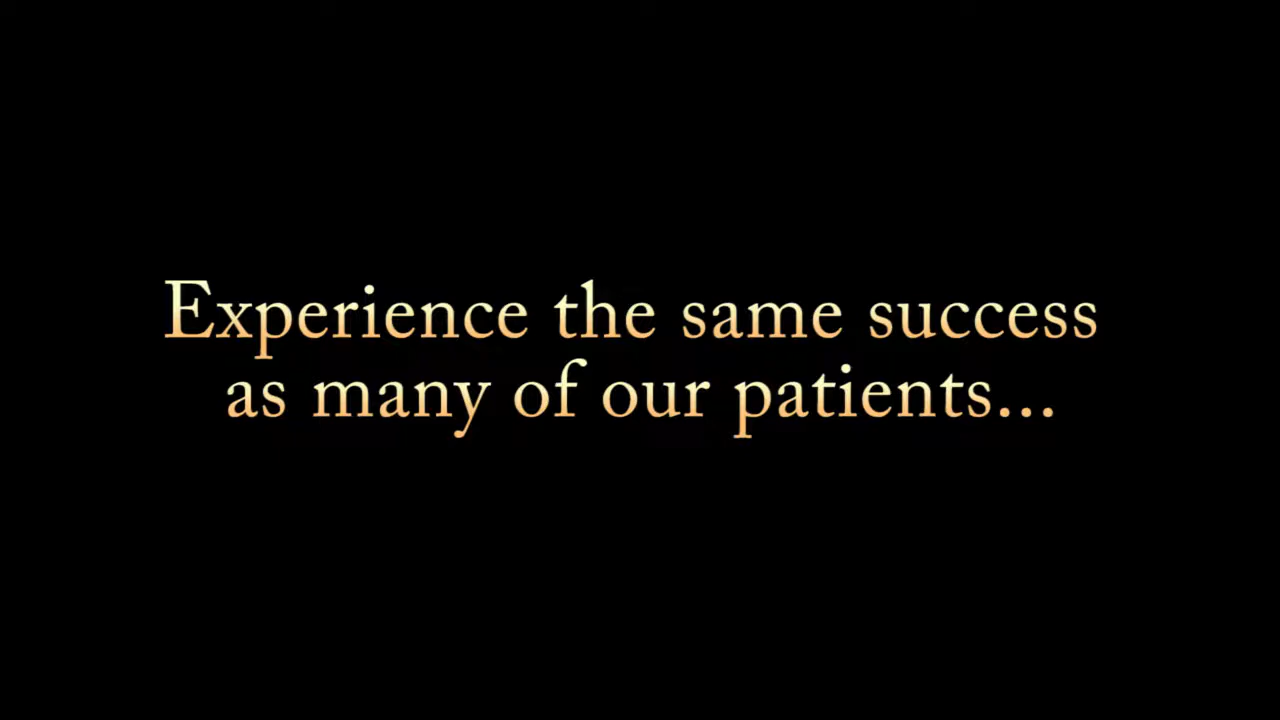 Experience the same success
as many of our patients...